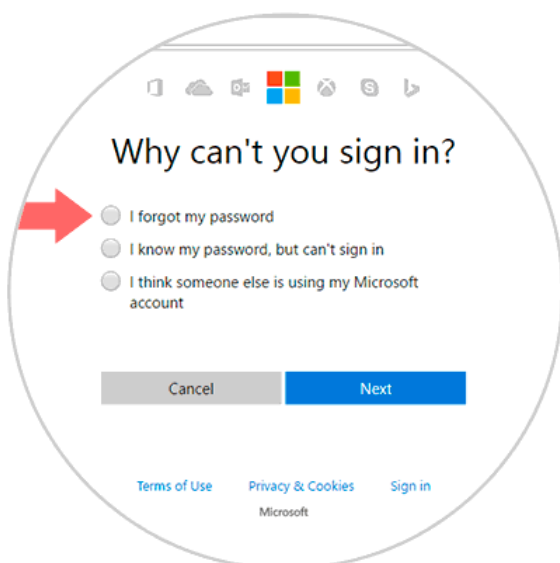 Why can't you sign in?
I forgot my password
I know my password, but can't sign in
I think someone else is using my Microsoft
account
Cancel Next
Terms of Use Privacy & Cookies Sign in
Microsoft